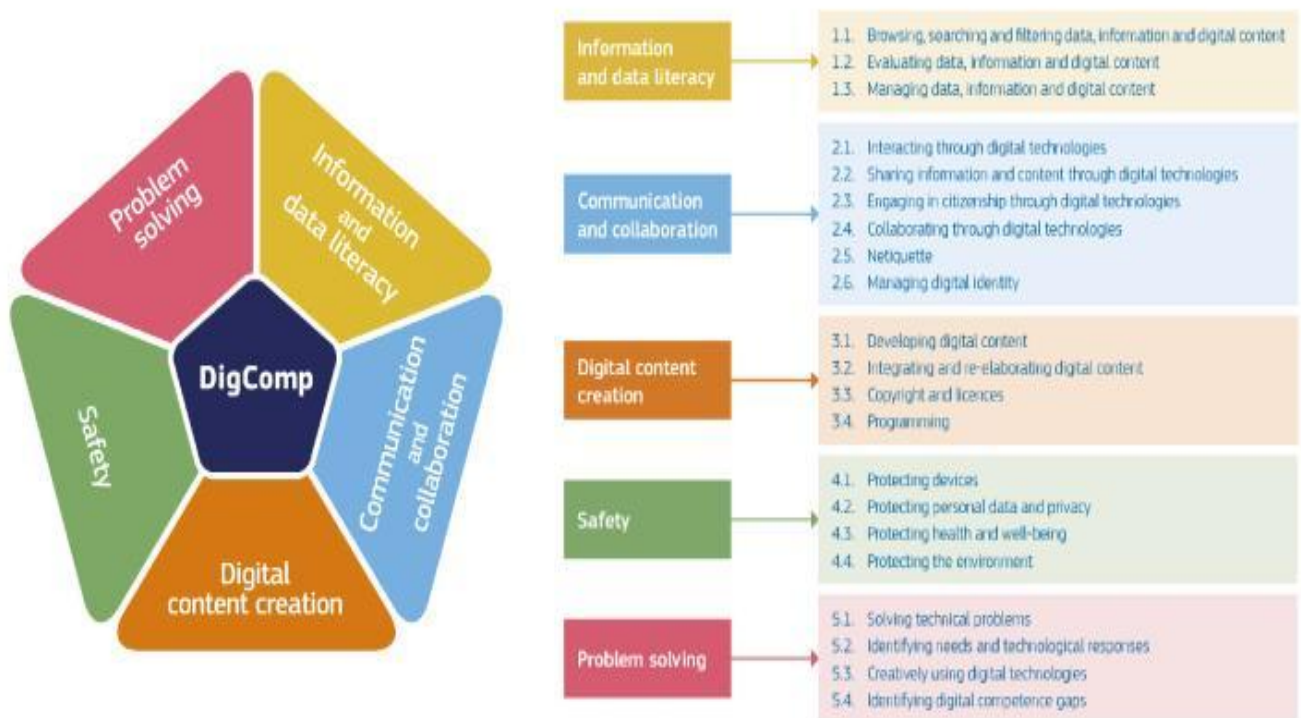 Problem
solving
Information
and
data literacy
DigComp
Safety
Communication
and
collaboration
Digital
content creation
Information
and data literacy
1.1. Browsing, searching and filtering data, information and digital content
1.2. Evaluating data, information and digital content
1.3. Managing data, information and digital content
Communication
and collaboration
2.1. Interacting through digital technologies
2.2. Sharing information and content through digital technologies
2.3. Engaging in citizenship through digital technologies
2.4. Collaborating through digital technologies
2.5. Netiquette
2.6. Managing digital identity
Digital content
creation
3.1. Developing digital content
3.2. Integrating and re-elaborating digital content
3.3. Copyright and licences
3.4. Programming
Safety
4.1. Protecting devices
4.2. Protecting personal data and privacy
4.3. Protecting health and well-being
4.4. Protecting the environment
Problem solving
5.1. Solving technical problems
5.2. Identifying needs and technological responses
5.3. Creatively using digital technologies
5.4. Identifying digital competence gaps